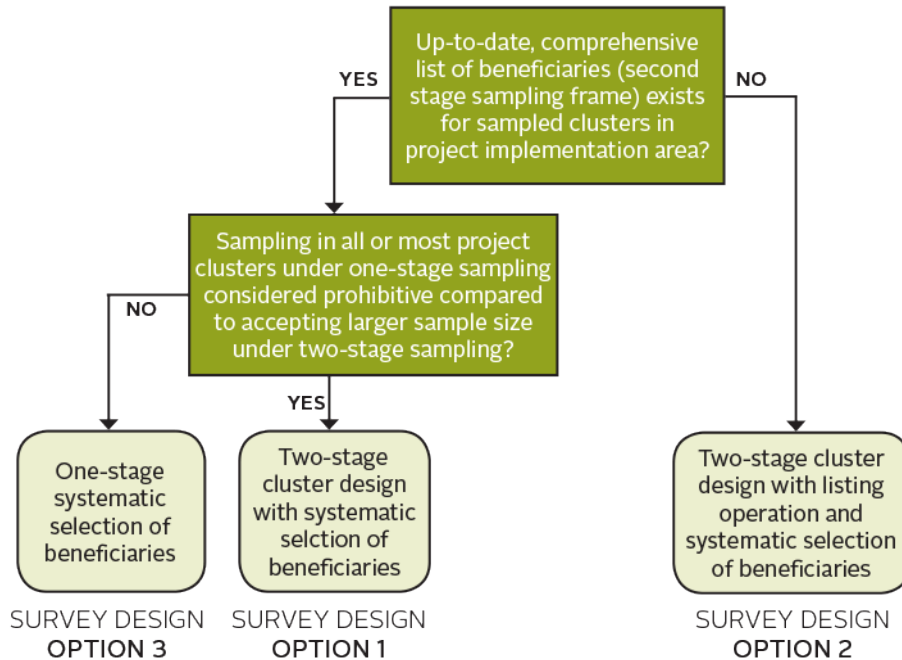 Up-to-date, comprehensive
list of beneficiaries (second
stage sampling frame) exists
for sampled clusters in
project implementation area?
YES
NO
Sampling in all or most project
clusters under one-stage sampling
considered prohibitive compared
to accepting larger sample size
under two-stage sampling?
NO
YES
One-stage
systematic
selection of
beneficiaries
SURVEY DESIGN
OPTION 3
Two-stage
cluster design
with systematic
selction of
beneficiaries
SURVEY DESIGN
OPTION 1
Two-stage cluster
design with listing
operation and
systematic selection
of beneficiaries
SURVEY DESIGN
OPTION 2